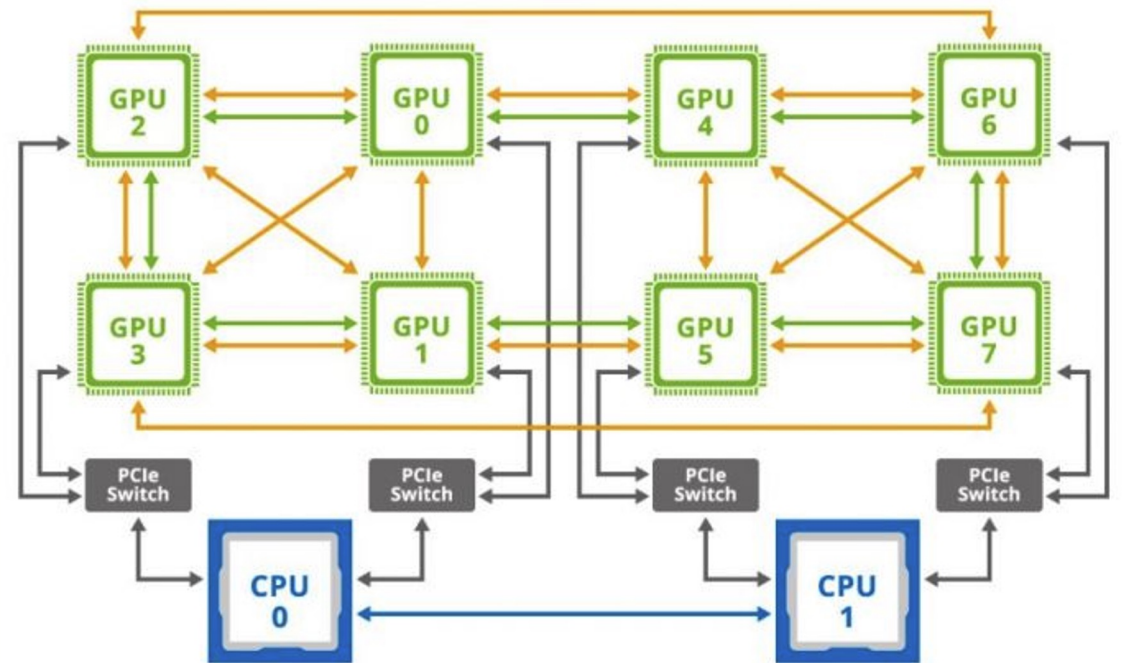 GPU
2
GPU
0
GPU
4
GPU
6
GPU
3
GPU
1
GPU
5
GPU
7
PCIe
Switch
PCIe
Switch
PCIe
Switch
PCIe
Switch
CPU
0
CPU
1